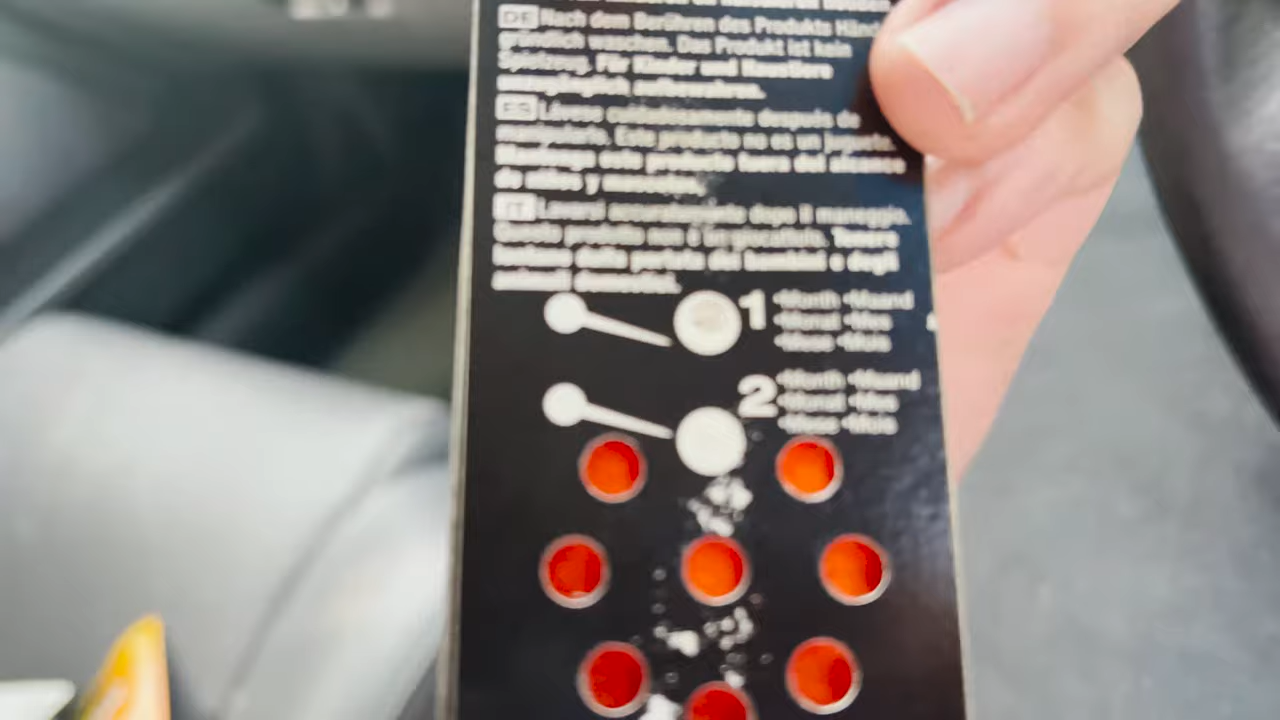 DE Nach dem Berühren des Produkts Händ
gründlich waschen. Das Produkt ist kein
Spielzeug. Für Kinder und Haustiere
unzugänglich aufbewahren.
ES Lávese cuidadosamente después de
manipularlo. Este producto no es un juguete.
Mantenga este producto fuera del alcance
de niños y mascotas.
IT Lavarsi accuratamente dopo il maneggio.
Questo prodotto non è un giocattolo. Tenere
lontano dalla portata dei bambini e degli
animali domestici.
1 •Month •Maand
•Monat •Mes
•Mese •Mois
2 •Month •Maand
•Monat •Mes
•Mese •Mois